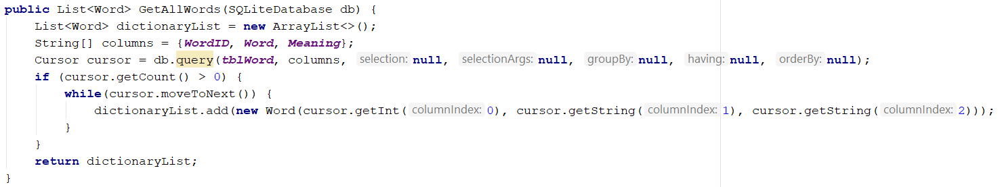 public List<Word> GetAllWords(SQLiteDatabase db) {
    List<Word> dictionaryList = new ArrayList<>();
    String[] columns = {WordID, Word, Meaning};
    Cursor cursor = db.query(tblWord, columns, selection: null, selectionArgs: null, groupBy: null, having: null, orderBy: null);
    if (cursor.getCount() > 0) {
        while(cursor.moveToNext()) {
            dictionaryList.add(new Word(cursor.getInt( columnIndex: 0), cursor.getString( columnIndex: 1), cursor.getString( columnIndex: 2)));
        }
    }
    return dictionaryList;
}